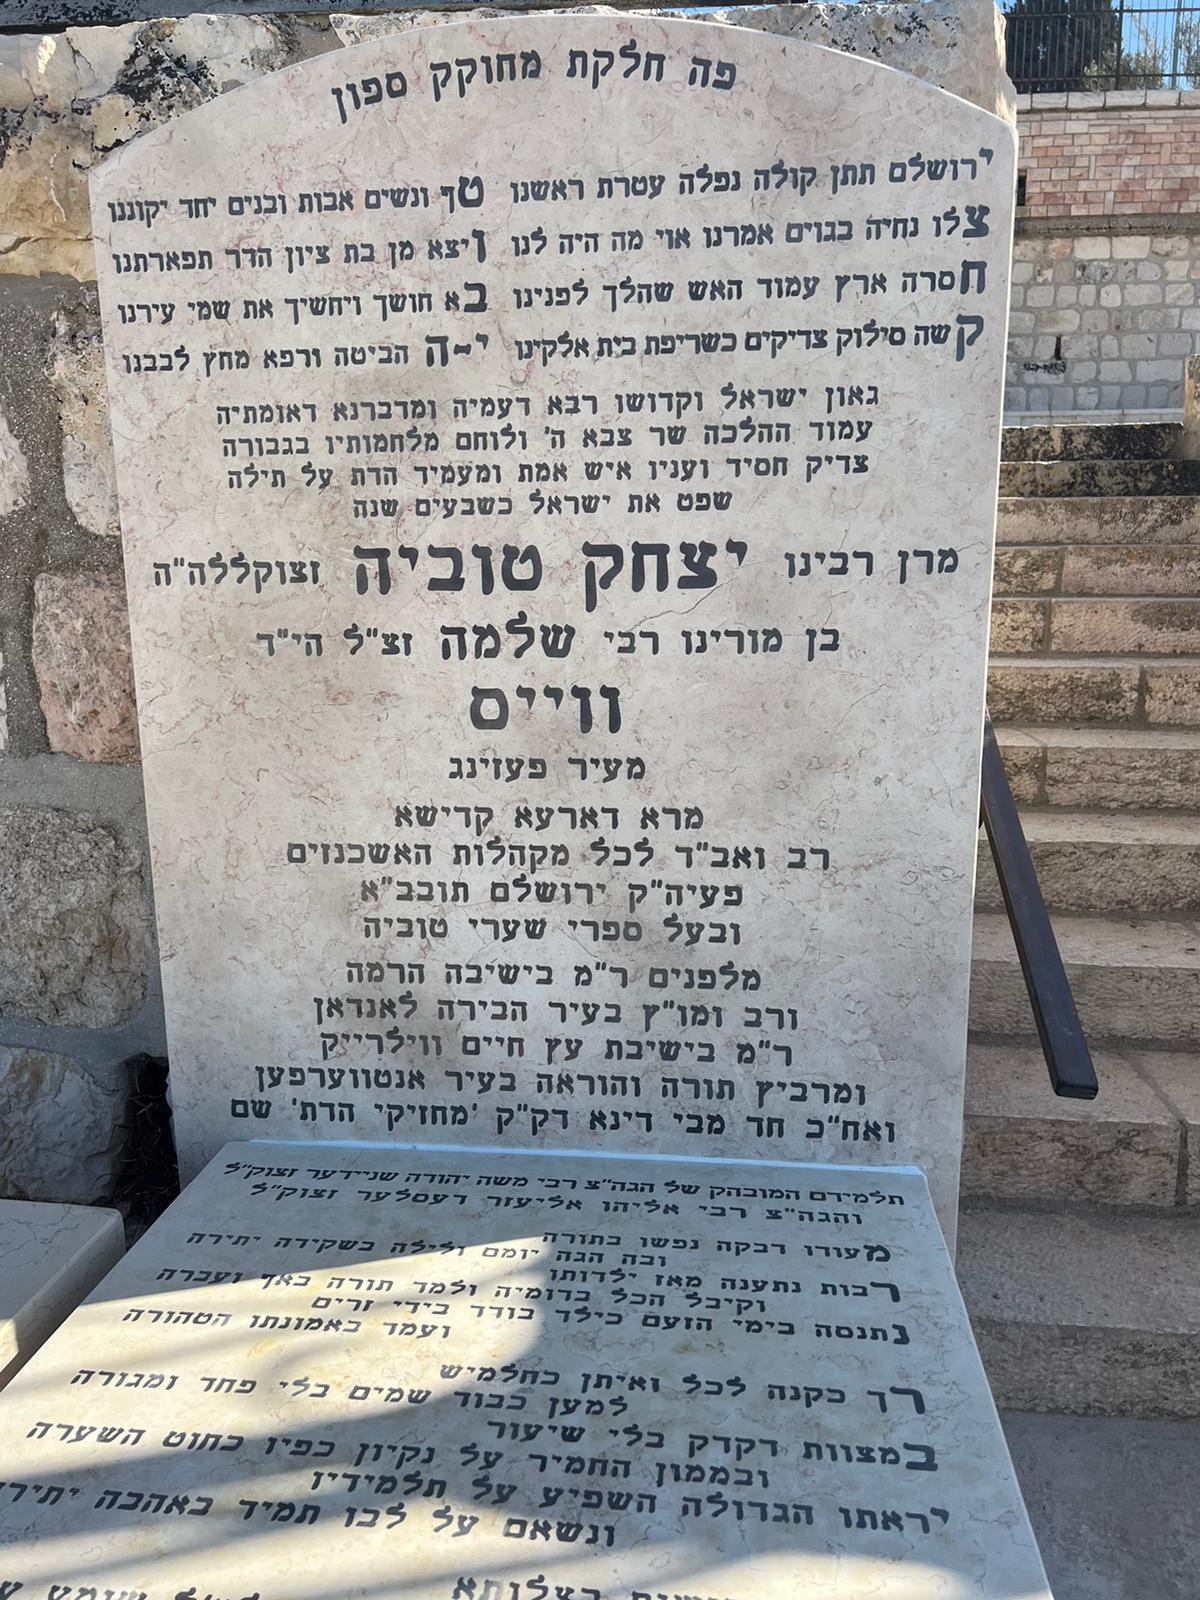 פה חלקת מחוקק ספון
ירושלם תתן קולה נפלה עטרת ראשנו טף ונשים אבות ובנים יחד יקוננו
צלו נחיה בגוים אמרנו אוי מה היה לנו ויצא מן בת ציון הדר תפארתנו
חסרה ארץ עמוד האש שהלך לפנינו בא חושך ויחשיך את שמי עירנו
קשה סילוק צדיקים כשריפת בית אלקינו י-ה הביטה ורפא מחץ לבבנו
גאון ישראל וקדושו רבא דעמיה ומדברנא דאומתיה
עמוד ההלכה שר צבא ה' ולוחם מלחמותיו בגבורה
צדיק חסיד ועניו איש אמת ומעמיד הדת על תילה
שפט את ישראל כשבעים שנה
מרן רבינו יצחק טוביה זצוקללה"ה
בן מורינו רבי שלמה זצ"ל הי"ד
ווייס
מעיר פעזינג
מרא דארעא קדישא
רב ואב"ד לכל מקהלות האשכנזים
פעיה"ק ירושלם תובב"א
ובעל ספרי שערי טוביה
מלפנים ר"מ בישיבה הרמה
ורב ומו"ץ בעיר הבירה לאנדאן
ר"מ בישיבת עץ חיים ווילרייק
ומרביץ תורה והוראה בעיר אנטווערפען
ואח"כ חד מבי דינא דק"ק 'מחזיקי הדת' שם
תלמידם המובהק של הגה"צ רבי משה יהודה שניידער זצוק"ל
והגה"צ רבי אליהו אליעזר דעסלער זצוק"ל
מעודו דבקה נפשו בתורה
ובה הגה יומם ולילה בשקידה יתירה
רבות נתענה מאז ילדותו
וקיבל הכל בדומיה ולמד תורה באף ועברה
נתנסה בימי הזעם כילד בודד בידי זרים
ועמד באמונתו הטהורה
רך כקנה לכל ואיתן כחלמיש
למען כבוד שמים בלי פחד ומגורה
במצוות דקדק בלי שיעור
ובממון החמיר על נקיון כפיו כחוט השערה
יראתו הגדולה השפיע על תלמידיו
ונשאם על לבו תמיד באהבה